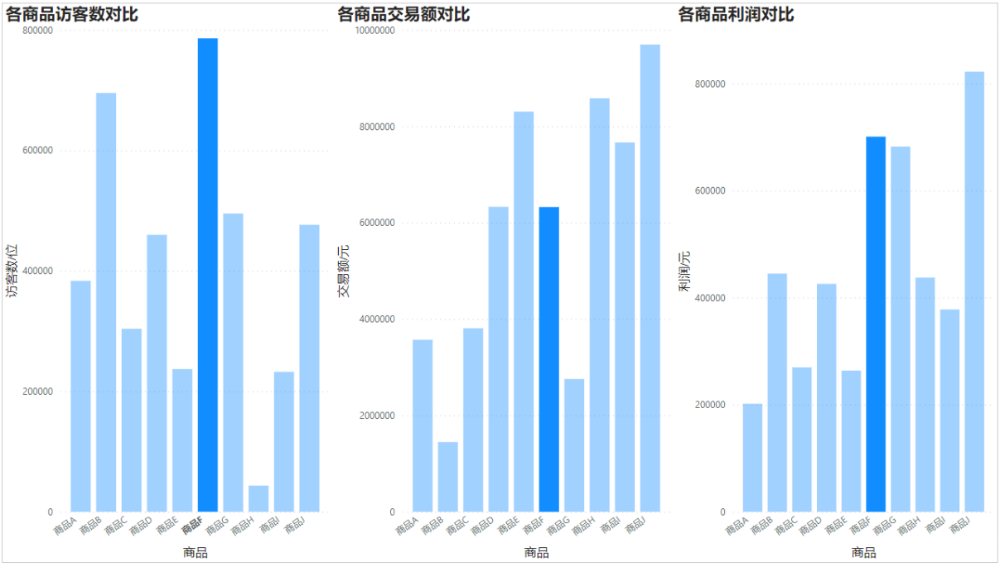 各商品访客数对比
800000
600000
400000
200000
0
访客数/位
商品A
商品B
商品C
商品D
商品E
商品F
商品G
商品H
商品I
商品J
商品
各商品交易额对比
10000000
8000000
6000000
4000000
2000000
0
交易额/元
商品A
商品B
商品C
商品D
商品E
商品F
商品G
商品H
商品I
商品J
商品
各商品利润对比
800000
600000
400000
200000
0
利润/元
商品A
商品B
商品C
商品D
商品E
商品F
商品G
商品H
商品I
商品J
商品